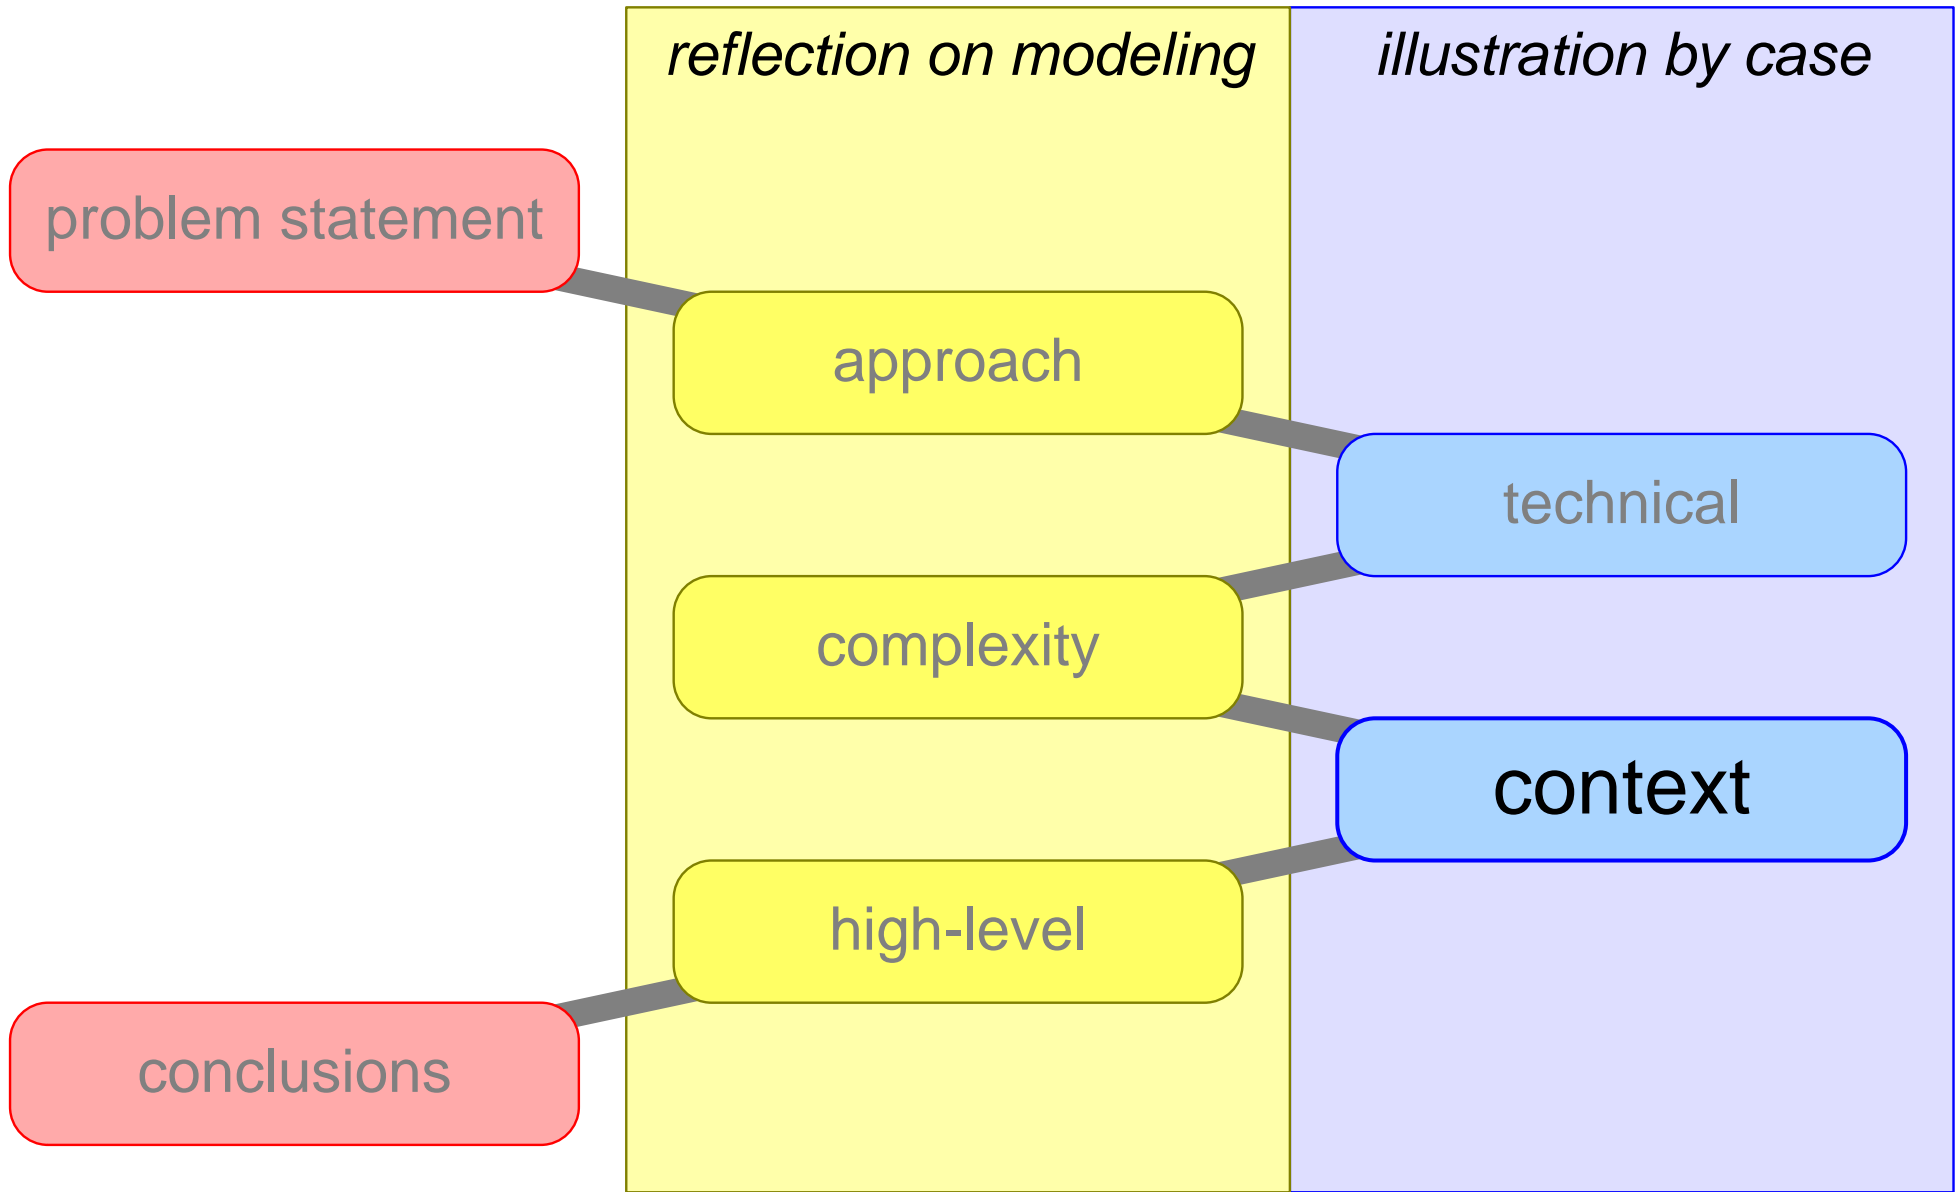 reflection on modeling
illustration by case
problem statement
approach
technical
complexity
context
high-level
conclusions